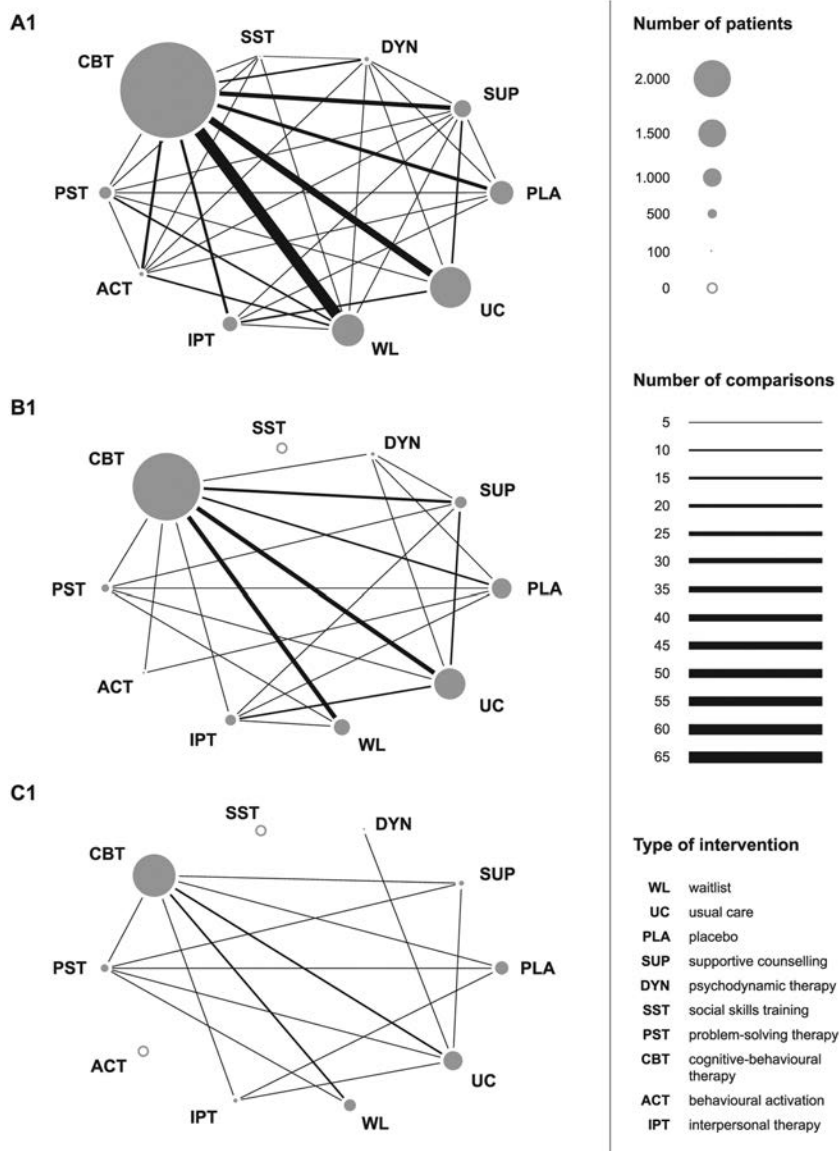 A1
CBT
SST
DYN
SUP
PST
PLA
ACT
UC
IPT
WL
B1
CBT
SST
DYN
SUP
PST
PLA
ACT
UC
IPT
WL
C1
CBT
SST
DYN
SUP
PST
PLA
ACT
UC
IPT
WL
Number of patients
2.000
1.500
1.000
500
100
0
Number of comparisons
5
10
15
20
25
30
35
40
45
50
55
60
65
Type of intervention
WL waitlist
UC usual care
PLA placebo
SUP supportive counselling
DYN psychodynamic therapy
SST social skills training
PST problem-solving therapy
CBT cognitive-behavioural
therapy
ACT behavioural activation
IPT interpersonal therapy